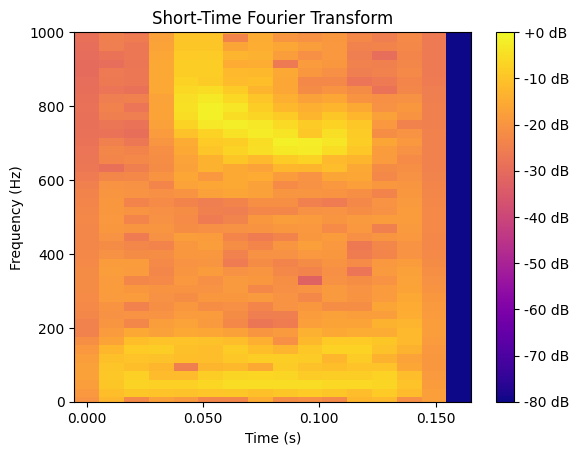 Short-Time Fourier Transform
1000
800
600
400
200
0
Frequency (Hz)
0.000
0.050
0.100
0.150
Time (s)
+0 dB
-10 dB
-20 dB
-30 dB
-40 dB
-50 dB
-60 dB
-70 dB
-80 dB